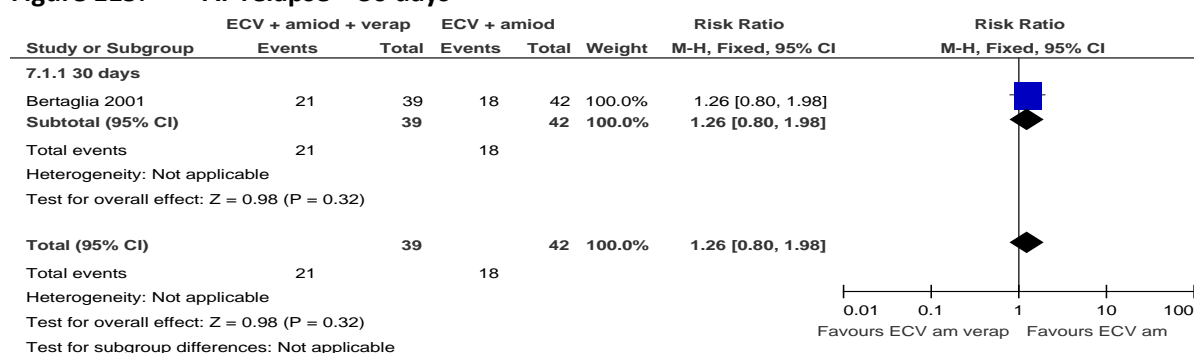 ECV + amiod + verap ECV + amiod Risk Ratio Risk Ratio
Study or Subgroup Events Total Events Total Weight M-H, Fixed, 95% CI M-H, Fixed, 95% CI
7.1.1 30 days
Bertaglia 2001 21 39 18 42 100.0% 1.26 [0.80, 1.98]
Subtotal (95% CI) 39 42 100.0% 1.26 [0.80, 1.98]
Total events 21 18
Heterogeneity: Not applicable
Test for overall effect: Z = 0.98 (P = 0.32)
Total (95% CI) 39 42 100.0% 1.26 [0.80, 1.98]
Total events 21 18
Heterogeneity: Not applicable
Test for overall effect: Z = 0.98 (P = 0.32)
Test for subgroup differences: Not applicable
0.01 0.1 1 10 100
Favours ECV am verap Favours ECV am